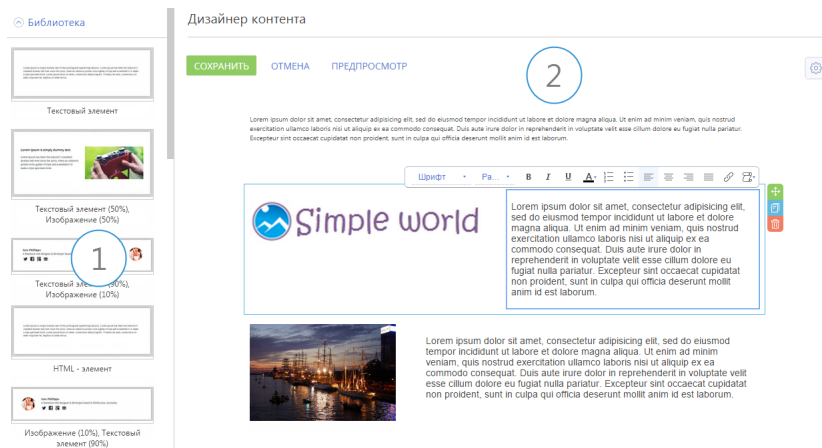 Библиотека
Дизайнер контента
СОХРАНИТЬ
ОТМЕНА
ПРЕДПРОСМОТР
2
Текстовый элемент
Lorem ipsum is simply dummy text
Текстовый элемент (50%),
Изображение (50%)
1
(90%),
Изображение (10%)
HTML - элемент
Изображение (10%), Текстовый
элемент (90%)
Lorem ipsum dolor sit amet, consectetur adipisicing elit, sed do eiusmod tempor incididunt ut labore et dolore magna aliqua. Ut enim ad minim veniam, quis nostrud
exercitation ullamco laboris nisi ut aliquip ex ea commodo consequat. Duis aute irure dolor in reprehenderit in voluptate velit esse cillum dolore eu fugiat nulla pariatur.
Excepteur sint occaecat cupidatat non proident, sunt in culpa qui officia deserunt mollit anim id est laborum.
Шрифт
Ра...
B I U A
Simple world
Lorem ipsum dolor sit amet, consectetur adipisicing elit,
sed do eiusmod tempor incididunt ut labore et dolore
magna aliqua. Ut enim ad minim veniam, quis nostrud
exercitation ullamco laboris nisi ut aliquip ex ea
commodo consequat. Duis aute irure dolor in
reprehenderit in voluptate velit esse cillum dolore eu
fugiat nulla pariatur. Excepteur sint occaecat cupidatat
non proident, sunt in culpa qui officia deserunt mollit
anim id est laborum.
Lorem ipsum dolor sit amet, consectetur adipisicing elit, sed do eiusmod
tempor incididunt ut labore et dolore magna aliqua. Ut enim ad minim
veniam, quis nostrud exercitation ullamco laboris nisi ut aliquip ex ea
commodo consequat. Duis aute irure dolor in reprehenderit in voluptate velit
esse cillum dolore eu fugiat nulla pariatur. Excepteur sint occaecat cupidatat
non proident, sunt in culpa qui officia deserunt mollit anim id est laborum.